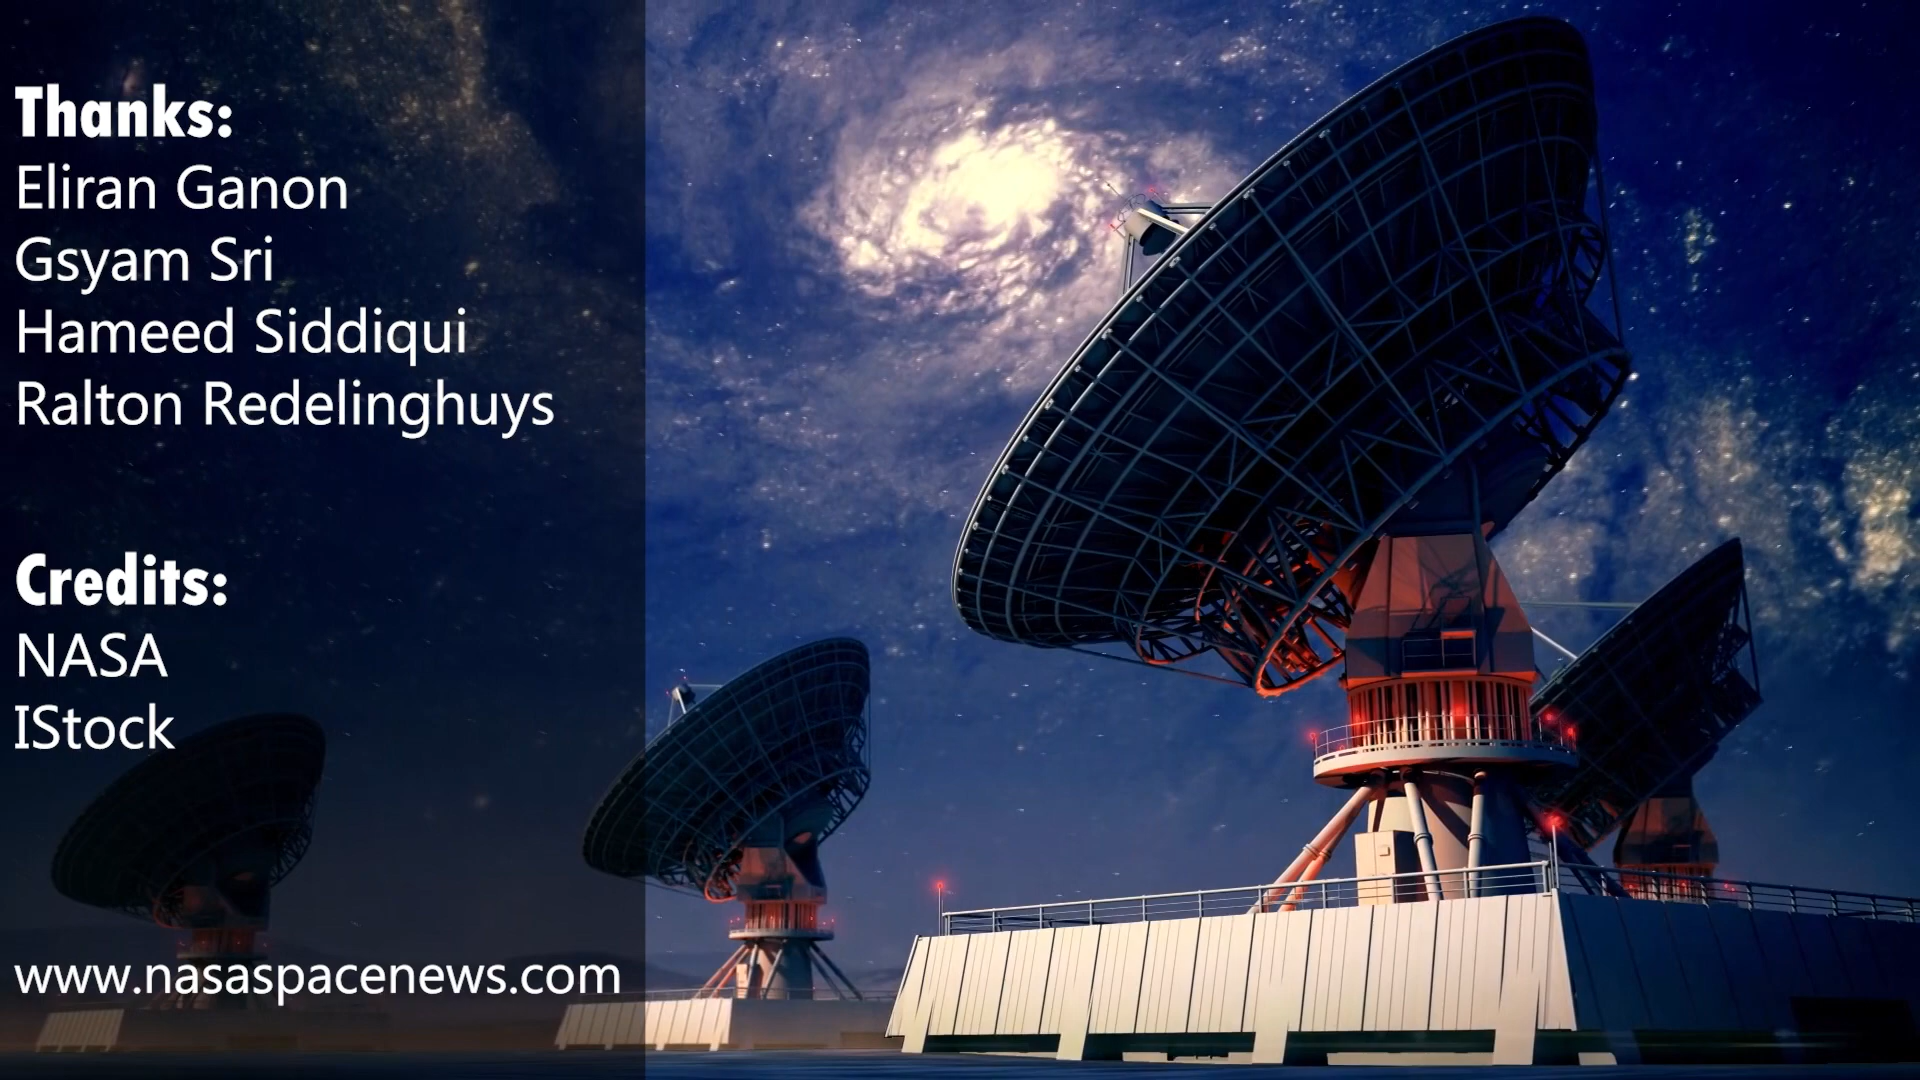 Thanks:
Eliran Ganon
Gsyam Sri
Hameed Siddiqui
Ralton Redelinghuys
Credits:
NASA
IStock
www.nasaspacenews.com